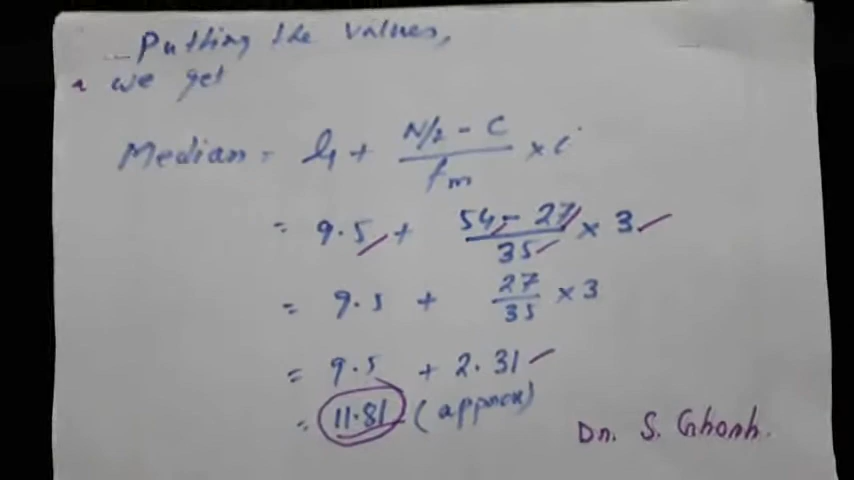 Putting the values,
we get
Median = l₁ + N/2 - C / fm × i
= 9.5 + 54 - 27 / 35 × 3
= 9.5 + 27 / 35 × 3
= 9.5 + 2.31
= 11.81 (approx)
Dr. S. Ghosh.